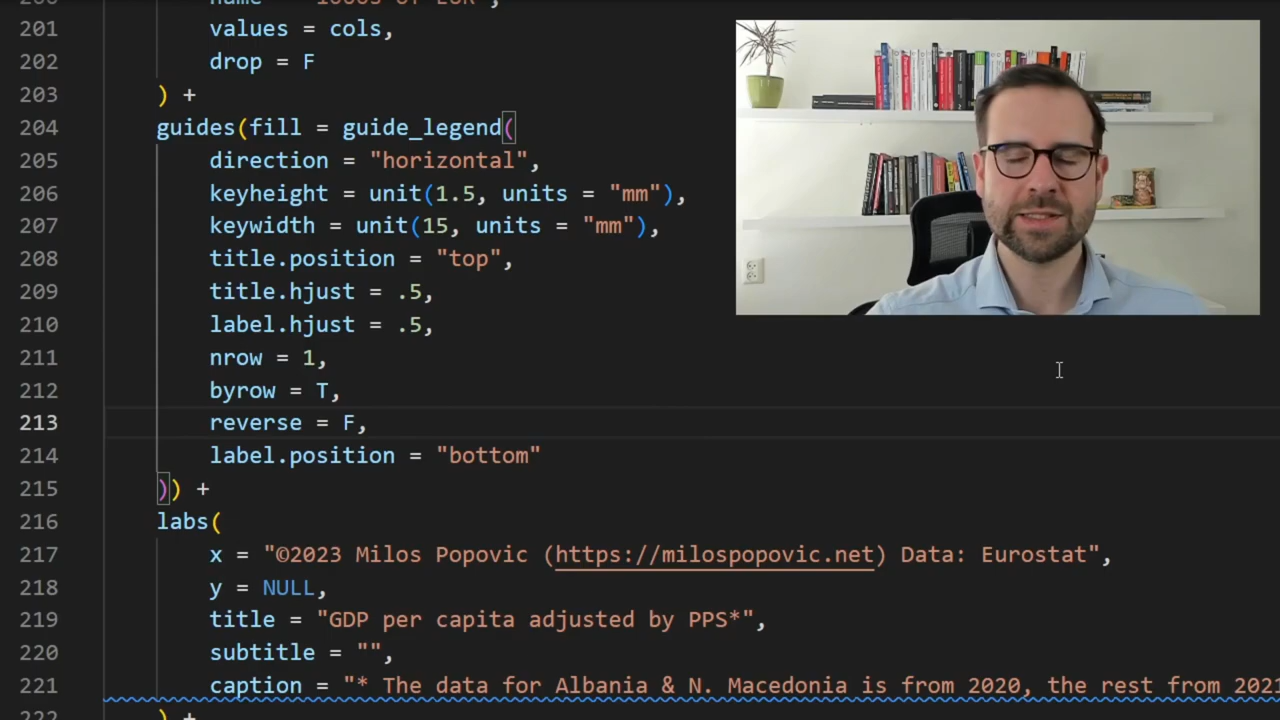 201 values = cols,
202 drop = F
203 ) +
204 guides(fill = guide_legend(
205 direction = "horizontal",
206 keyheight = unit(1.5, units = "mm"),
207 keywidth = unit(15, units = "mm"),
208 title.position = "top",
209 title.hjust = .5,
210 label.hjust = .5,
211 nrow = 1,
212 byrow = T,
213 reverse = F,
214 label.position = "bottom"
215 )) +
216 labs(
217 x = "©2023 Milos Popovic (https://milospopovic.net) Data: Eurostat",
218 y = NULL,
219 title = "GDP per capita adjusted by PPS*",
220 subtitle = "",
221 caption = "* The data for Albania & N. Macedonia is from 2020, the rest from 2021
222 ) +